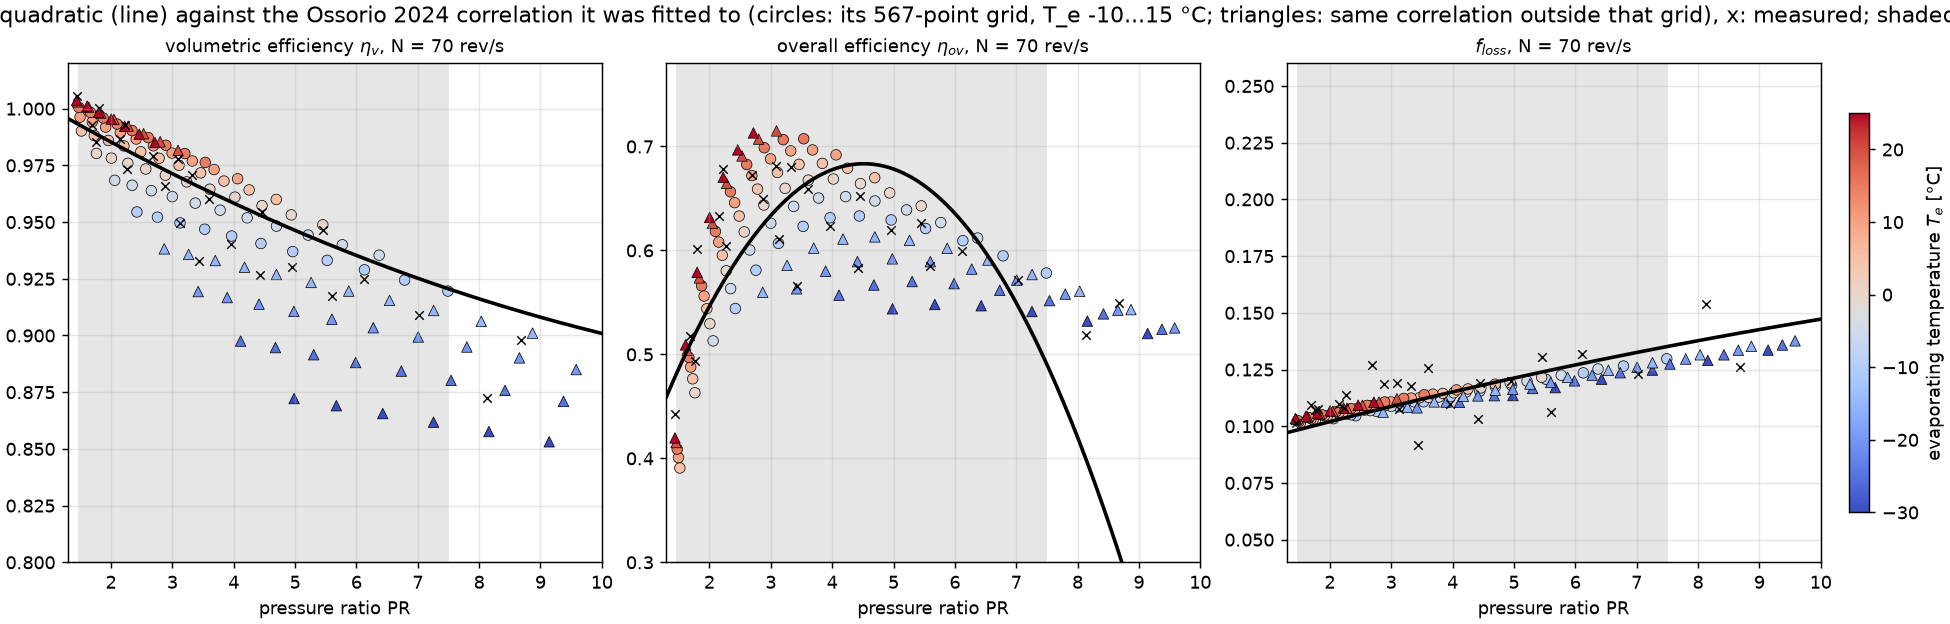 quadratic (line) against the Ossorio 2024 correlation it was fitted to (circles: its 567-point grid, T_e -10...15 °C; triangles: same correlation outside that grid), x: measured; shaded
volumetric efficiency ηv, N = 70 rev/s
overall efficiency ηov, N = 70 rev/s
floss, N = 70 rev/s
1.000
0.975
0.950
0.925
0.900
0.875
0.850
0.825
0.800
2 3 4 5 6 7 8 9 10
pressure ratio PR
0.7
0.6
0.5
0.4
0.3
2 3 4 5 6 7 8 9 10
pressure ratio PR
0.250
0.225
0.200
0.175
0.150
0.125
0.100
0.075
0.050
2 3 4 5 6 7 8 9 10
pressure ratio PR
20
10
0
−10
−20
−30
evaporating temperature Te [°C]